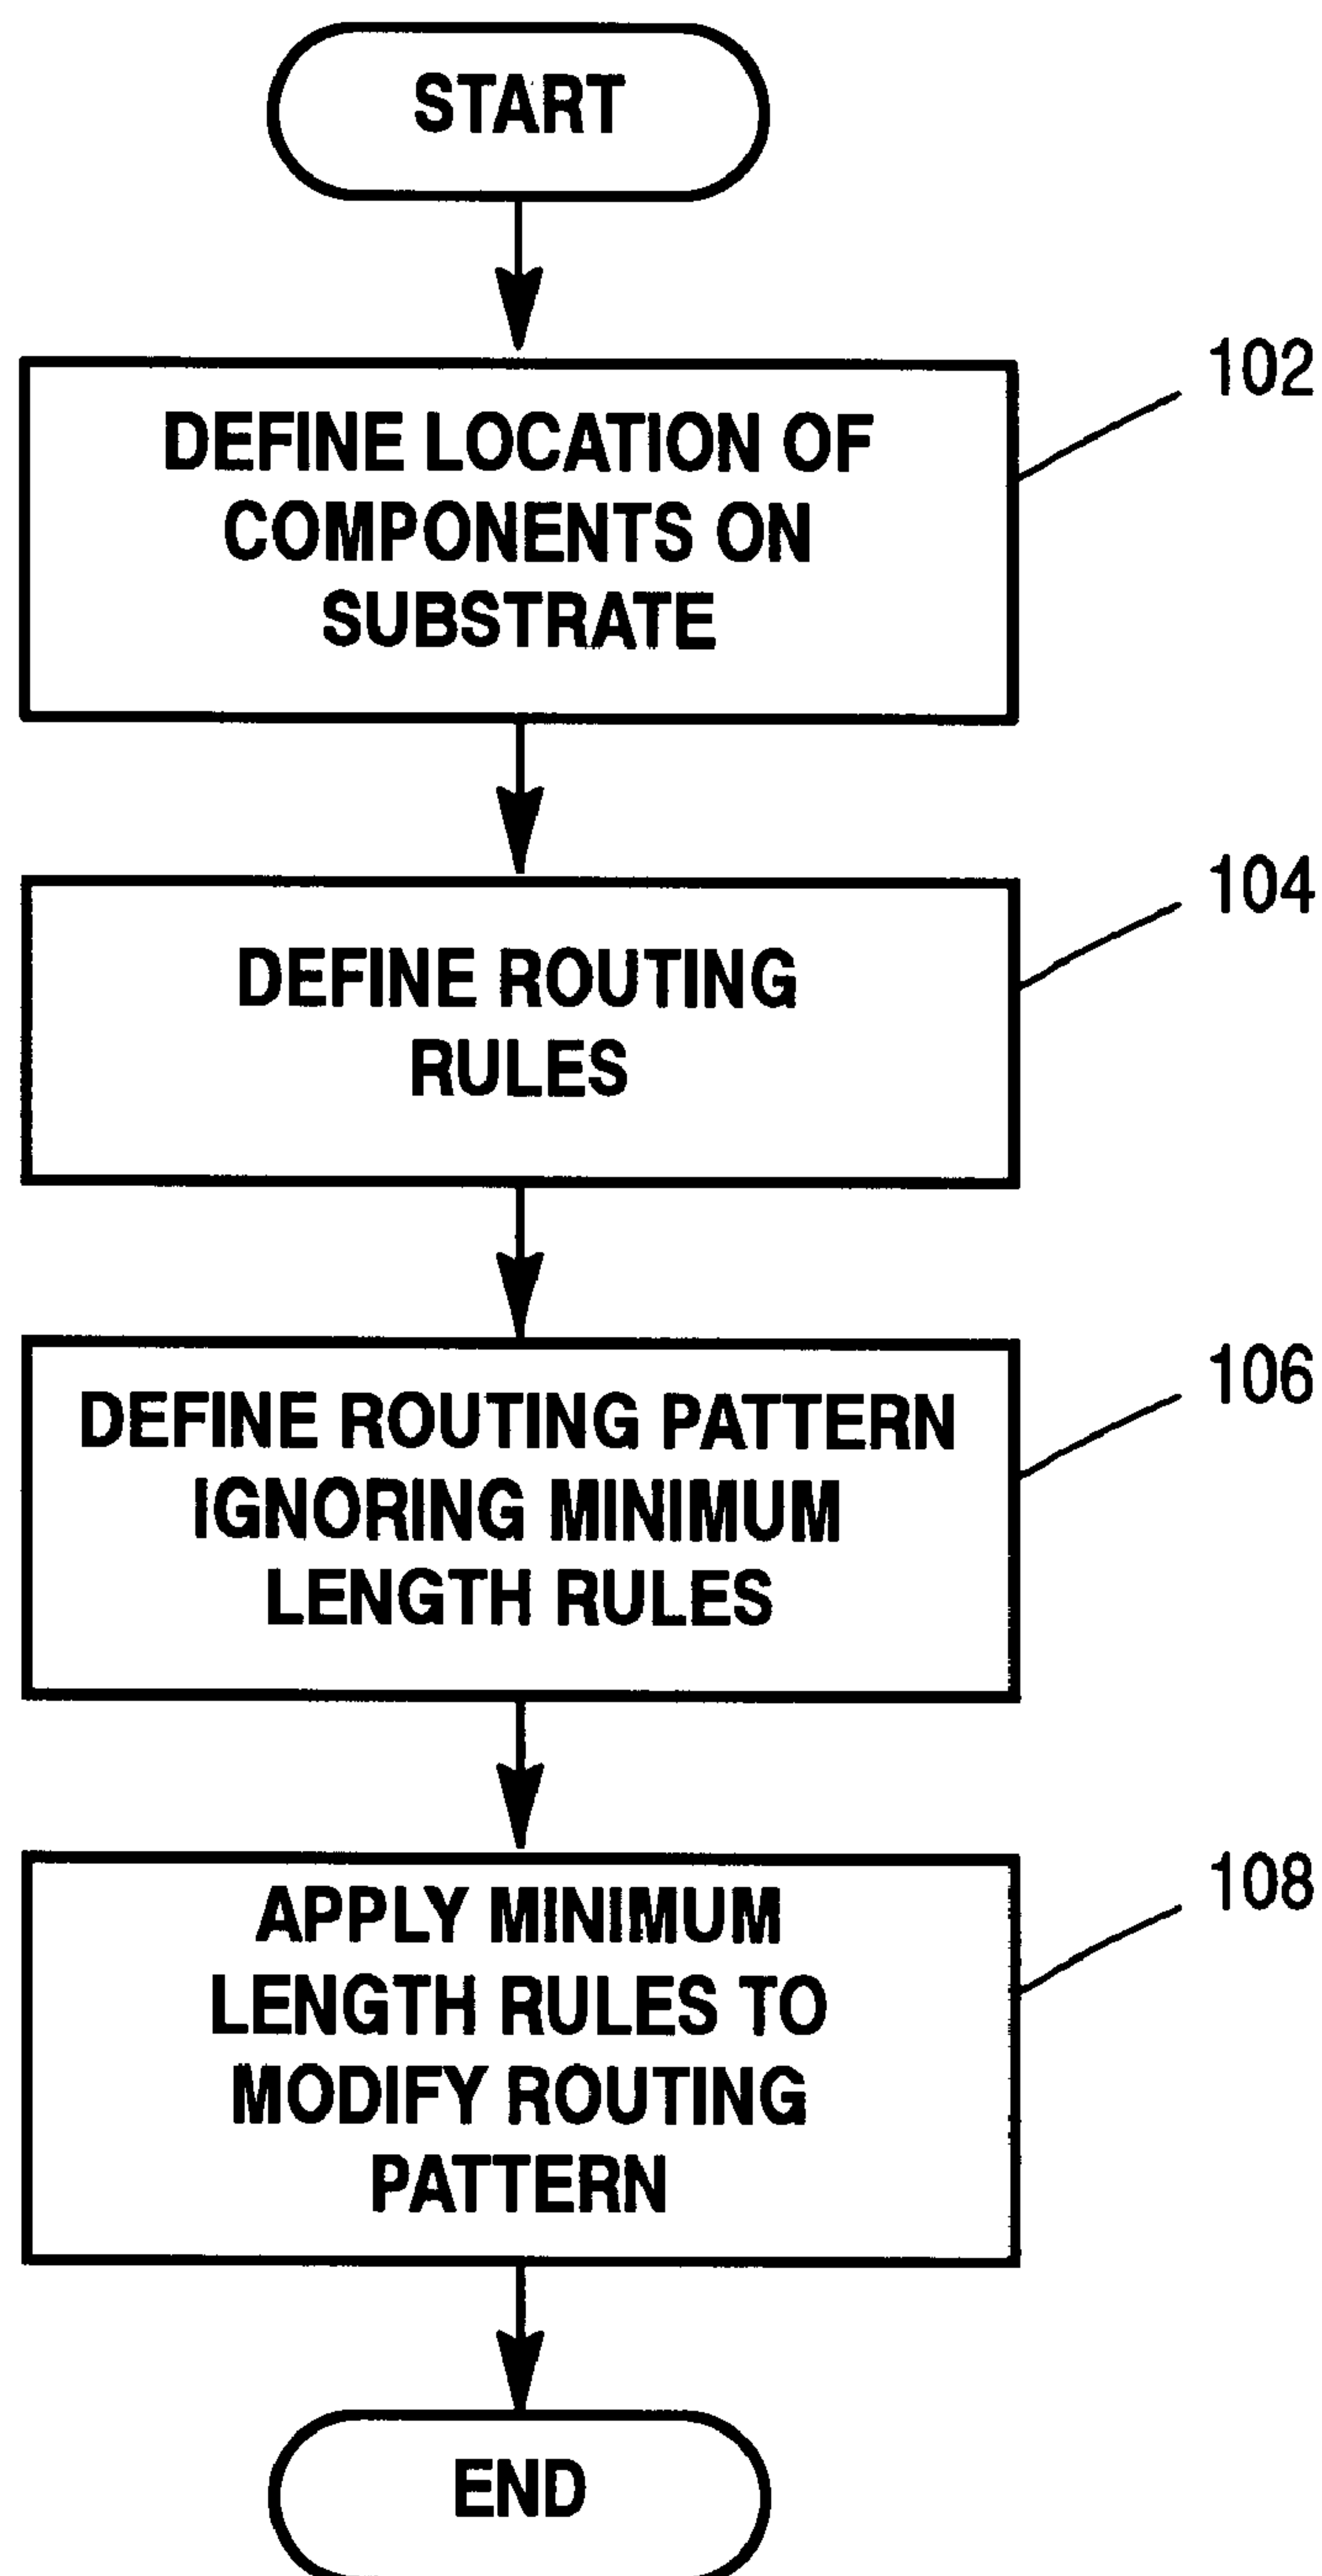 START
102
DEFINE LOCATION OF
COMPONENTS ON
SUBSTRATE
104
DEFINE ROUTING
RULES
106
DEFINE ROUTING PATTERN
IGNORING MINIMUM
LENGTH RULES
108
APPLY MINIMUM
LENGTH RULES TO
MODIFY ROUTING
PATTERN
END